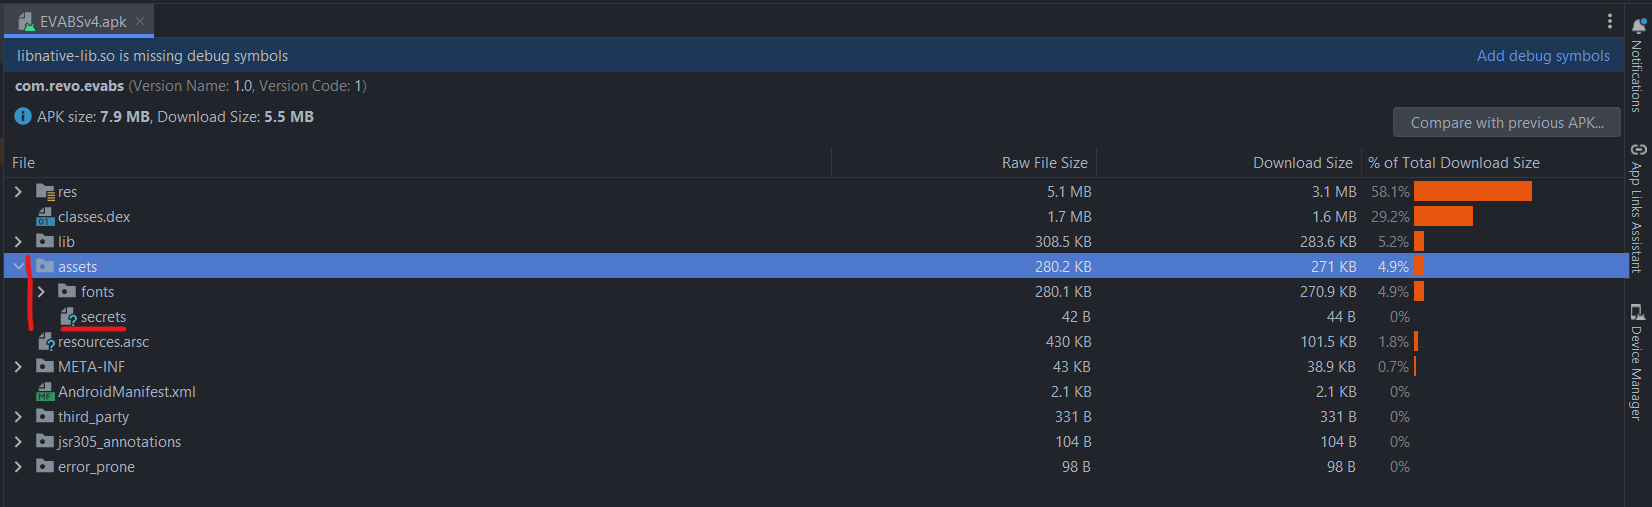 EVABSv4.apk
libnative-lib.so is missing debug symbols Add debug symbols
com.revo.evabs (Version Name: 1.0, Version Code: 1)
APK size: 7.9 MB, Download Size: 5.5 MB
Compare with previous APK...
File Raw File Size Download Size % of Total Download Size
res 5.1 MB 3.1 MB 58.1%
classes.dex 1.7 MB 1.6 MB 29.2%
lib 308.5 KB 283.6 KB 5.2%
assets 280.2 KB 271 KB 4.9%
fonts 280.1 KB 270.9 KB 4.9%
secrets 42 B 44 B 0%
resources.arsc 430 KB 101.5 KB 1.8%
META-INF 43 KB 38.9 KB 0.7%
MF AndroidManifest.xml 2.1 KB 2.1 KB 0%
third_party 331 B 331 B 0%
jsr305_annotations 104 B 104 B 0%
error_prone 98 B 98 B 0%
Notifications
App Links Assistant
Device Manager